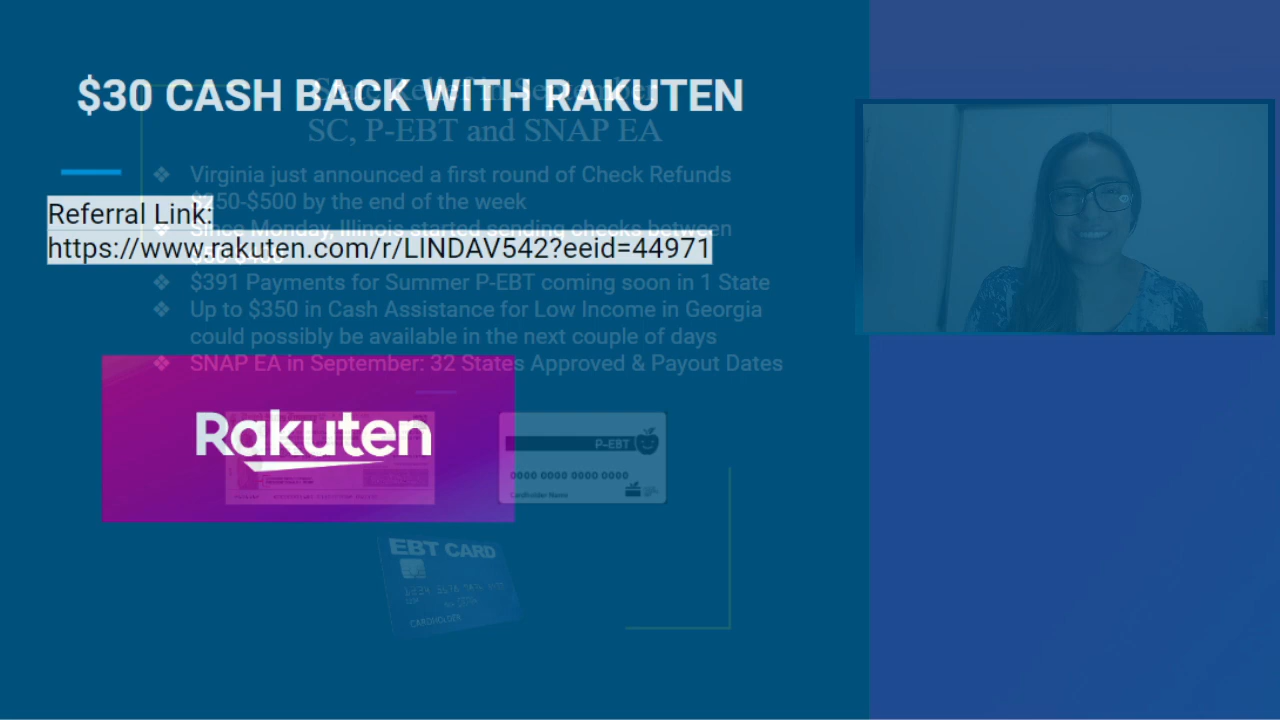 $30 CASH BACK WITH RAKUTEN
SC, P-EBT and SNAP EA
❖ Virginia just announced a first round of Check Refunds
$250-$500 by the end of the week
Referral Link:
❖ Since Monday, Illinois started sending checks between
https://www.rakuten.com/r/LINDAV542?eeid=44971
❖ $391 Payments for Summer P-EBT coming soon in 1 State
❖ Up to $350 in Cash Assistance for Low Income in Georgia
could possibly be available in the next couple of days
❖ SNAP EA in September: 32 States Approved & Payout Dates
Rakuten
P-EBT
0000 0000 0000 0000
Cardholder Name
EBT CARD
CARDHOLDER